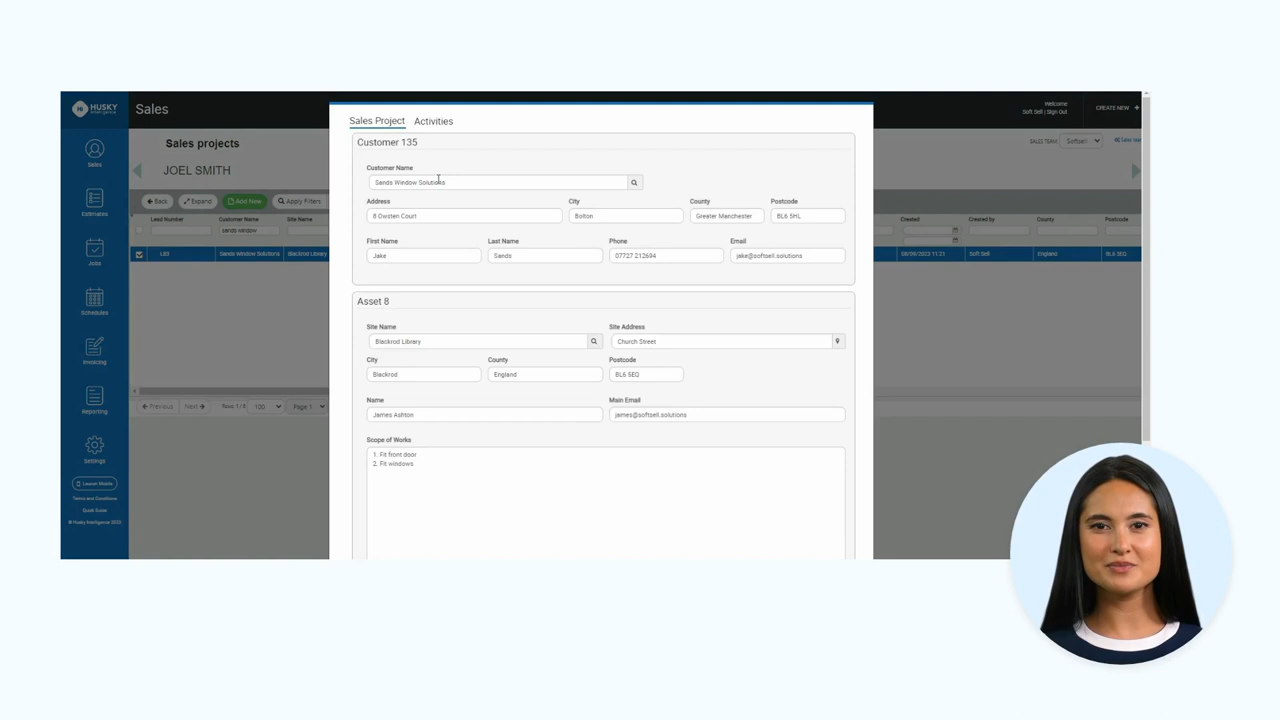 HUSKY
Intelligence
Sales
Welcome
Soft Sell | Sign Out
CREATE NEW +
Sales
Estimates
Jobs
Schedules
Invoicing
Reporting
Settings
Launch Mobile
Terms and Conditions
Quick Guide
© Husky Intelligence 2023
Sales projects
SALES TEAM: Softsell
JOEL SMITH
Back
Expand
Add New
Apply Filters
Lead Number
Customer Name
Site Name
Created
Created by
County
Postcode
sands window
L83
Sands Window Solutions
Blackrod Library
08/09/2023 11:21
Soft Sell
England
BL6 5EQ
Previous
Next
Rows: 1 / 8
100
Page 1
Sales Project
Activities
Customer 135
Customer Name
Sands Window Solutions
Address
City
County
Postcode
8 Owsten Court
Bolton
Greater Manchester
BL6 5HL
First Name
Last Name
Phone
Email
Jake
Sands
07727 212694
jake@softsell.solutions
Asset 8
Site Name
Site Address
Blackrod Library
Church Street
City
County
Postcode
Blackrod
England
BL6 5EQ
Name
Main Email
James Ashton
james@softsell.solutions
Scope of Works
1. Fit front door
2. Fit windows